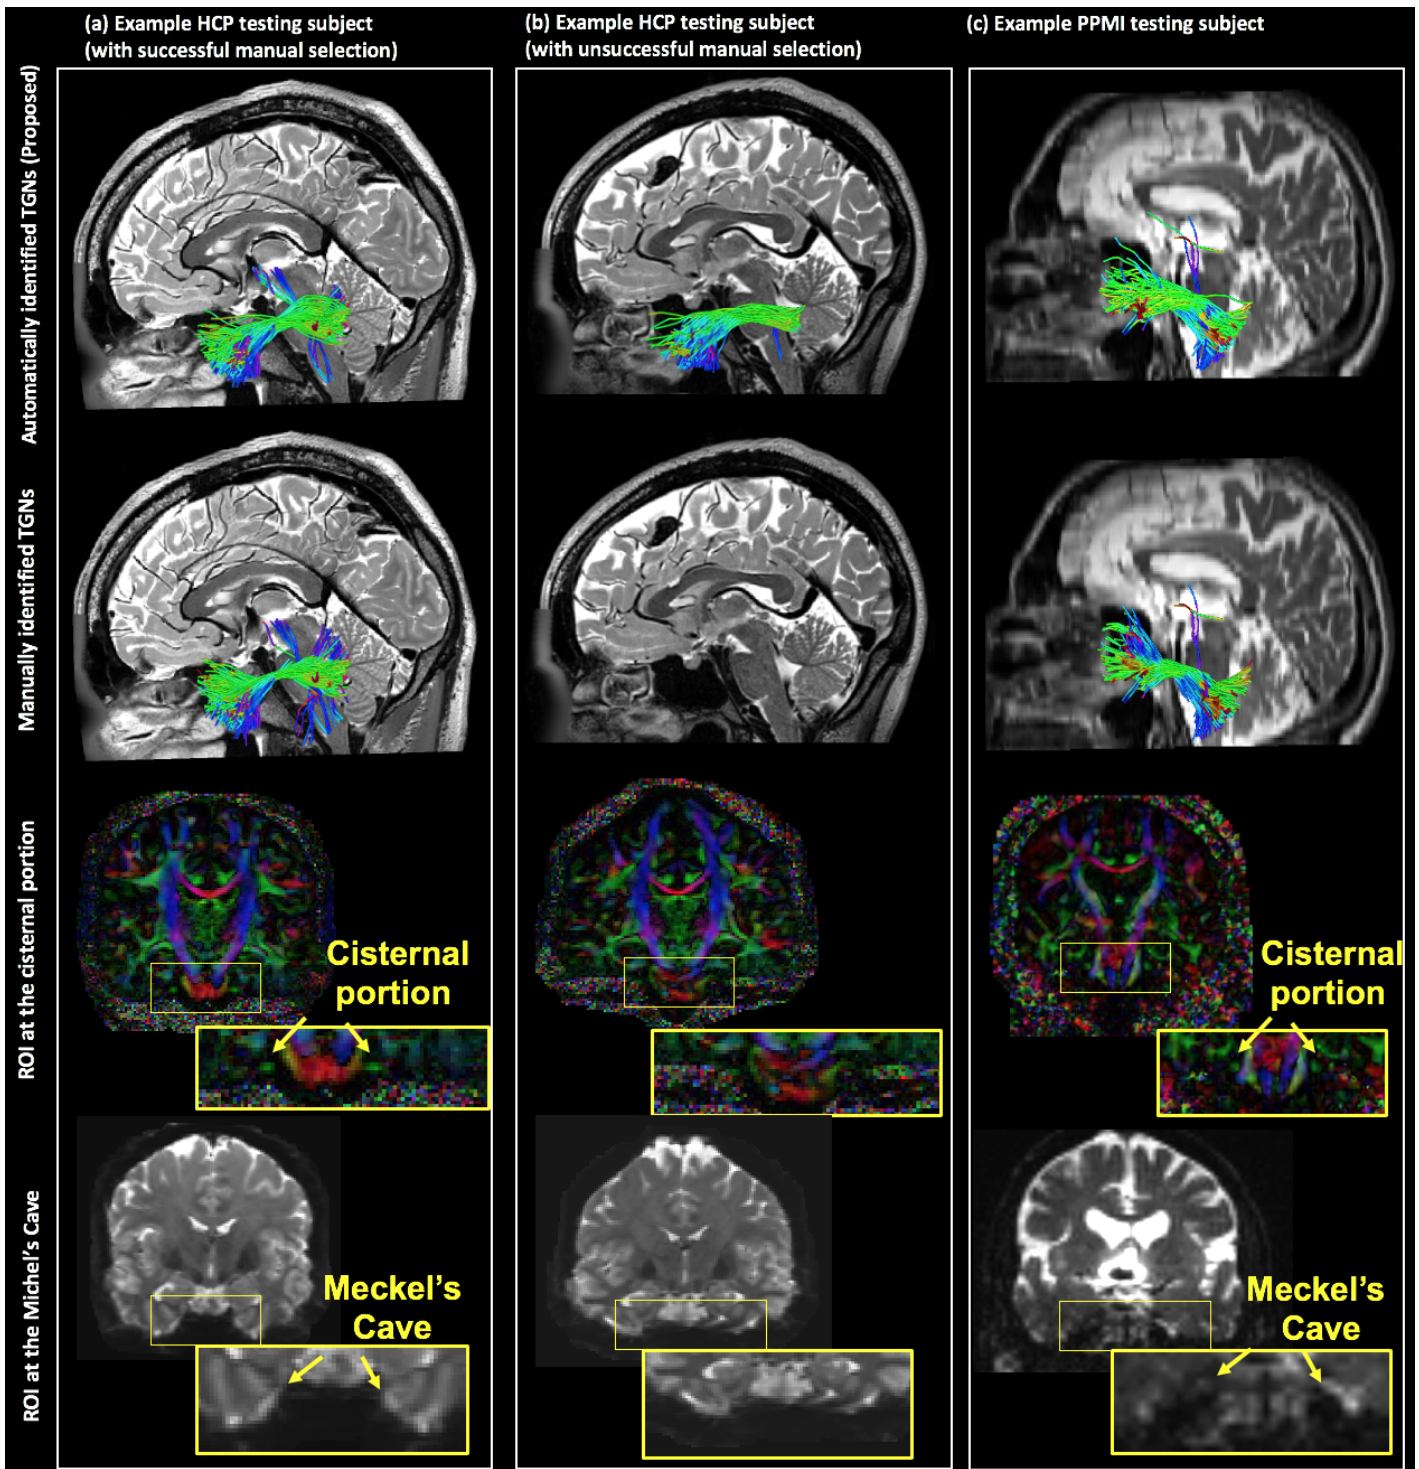 (a) Example HCP testing subject
(with successful manual selection)
(b) Example HCP testing subject
(with unsuccessful manual selection)
(c) Example PPMI testing subject
Automatically identified TGNs (Proposed)
Manually identified TGNs
ROI at the cisternal portion
Cisternal
portion
Cisternal
portion
ROI at the Michel's Cave
Meckel's
Cave
Meckel's
Cave